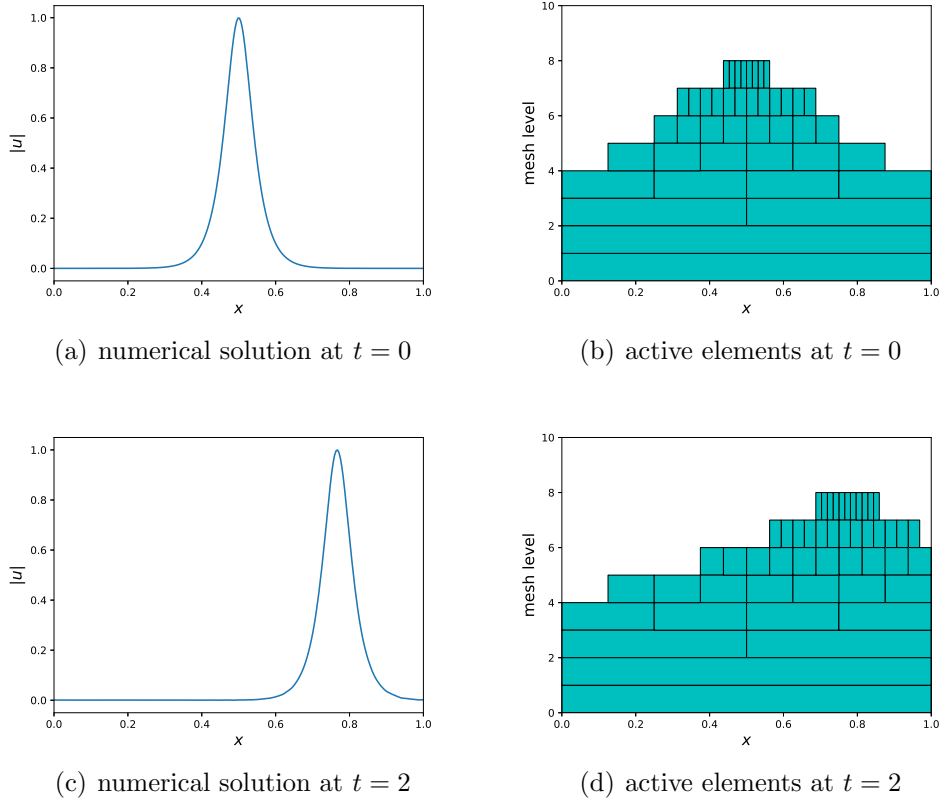 1.0
0.8
0.6
0.4
0.2
0.0
|u|
0.0 0.2 0.4 0.6 0.8 1.0
x
(a) numerical solution at t = 0
10
8
6
4
2
0
mesh level
0.0 0.2 0.4 0.6 0.8 1.0
x
(b) active elements at t = 0
1.0
0.8
0.6
0.4
0.2
0.0
|u|
0.0 0.2 0.4 0.6 0.8 1.0
x
(c) numerical solution at t = 2
10
8
6
4
2
0
mesh level
0.0 0.2 0.4 0.6 0.8 1.0
x
(d) active elements at t = 2